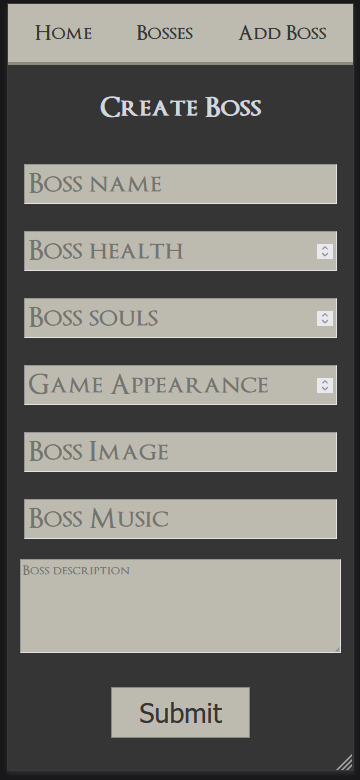 Home Bosses Add Boss
Create Boss
Boss name
Boss health
Boss souls
Game Appearance
Boss Image
Boss Music
Boss description
Submit